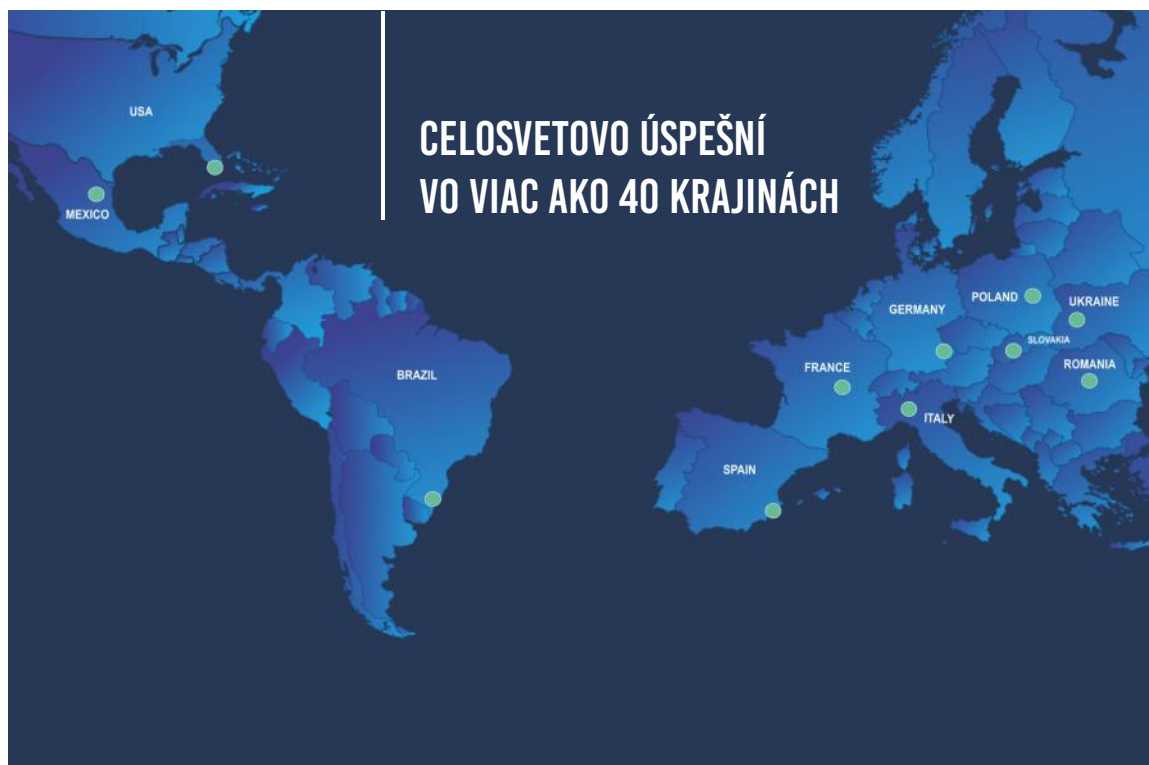 USA
CELOSVETOVO ÚSPEŠNÍ
VO VIAC AKO 40 KRAJINÁCH
MEXICO
POLAND
UKRAINE
GERMANY
SLOVAKIA
FRANCE
ROMANIA
BRAZIL
ITALY
SPAIN